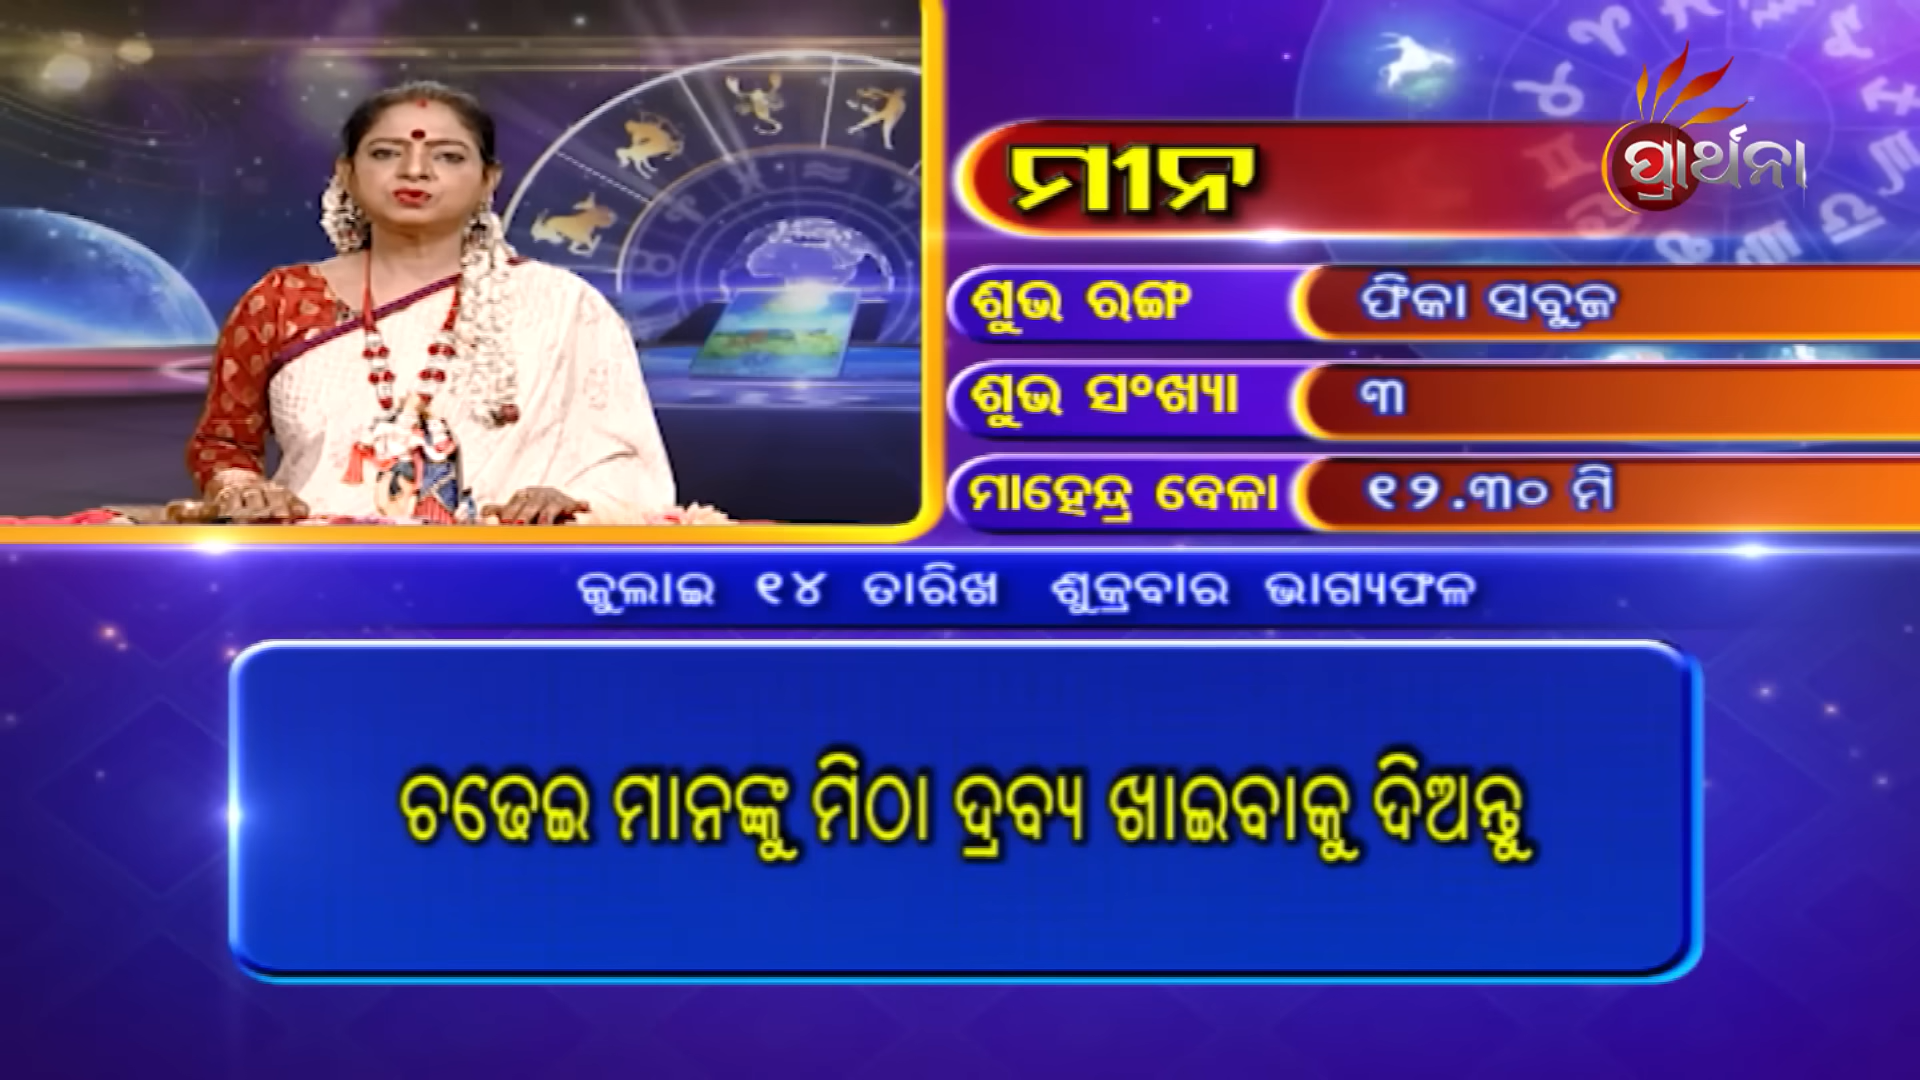 ମୀନ
ପ୍ରାର୍ଥନା
ଶୁଭ ରଙ୍ଗ ଫିକା ସବୁଜ
ଶୁଭ ସଂଖ୍ୟା ୩
ମାହେନ୍ଦ୍ର ବେଳା ୧୨.୩୦ ମି
ଜୁଲାଇ ୧୪ ତାରିଖ ଶୁକ୍ରବାର ଭାଗ୍ୟଫଳ
ଚଢେଇ ମାନଙ୍କୁ ମିଠା ଦ୍ରବ୍ୟ ଖାଇବାକୁ ଦିଅନ୍ତୁ